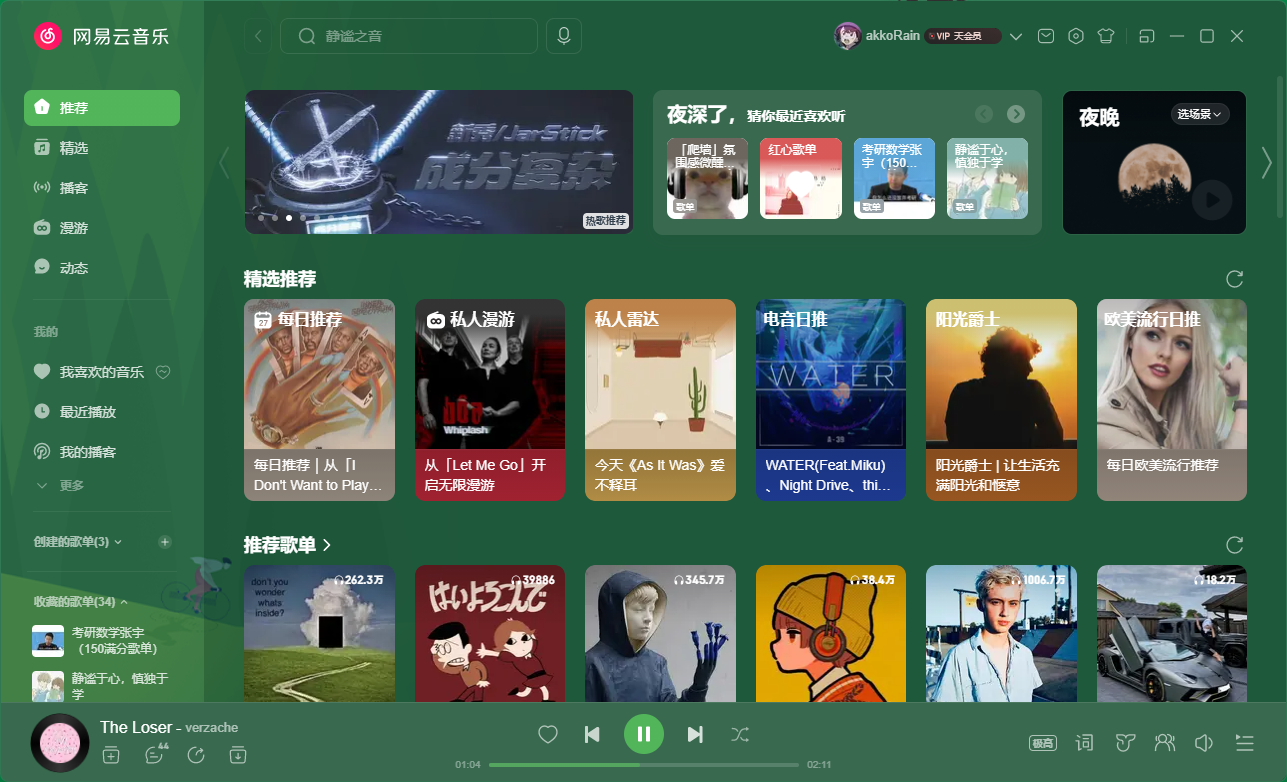 网易云音乐
静谧之音
akkoRain
VIP 天会员
推荐
精选
播客
漫游
动态
我的
我喜欢的音乐
最近播放
我的播客
更多
创建的歌单(3)
收藏的歌单(34)
考研数学张宇
（150满分歌单)
静谧于心，慎独于
学
新秀/JarStick
成分复杂
热歌推荐
夜深了，猜你最近喜欢听
「爬墙」氛
围感微醺...
歌单
红心歌单
考研数学张
宇（150...
歌单
静谧于心，
慎独于学
歌单
夜晚
选场景
精选推荐
27 每日推荐
每日推荐 | 从「I
Don't Want to Play...
私人漫游
Whiplash
从「Let Me Go」开
启无限漫游
私人雷达
今天《As It Was》爱
不释耳
电音日推
WATER
A-39
WATER(Feat.Miku)
、Night Drive、thi...
阳光爵士
阳光爵士 | 让生活充
满阳光和惬意
欧美流行日推
每日欧美流行推荐
推荐歌单
262.3万
don't you
wonder
whats
inside?
39886
はいよろこんで
345.7万
38.4万
1006.7万
18.2万
The Loser - verzache
44
01:04
02:11
极高
词